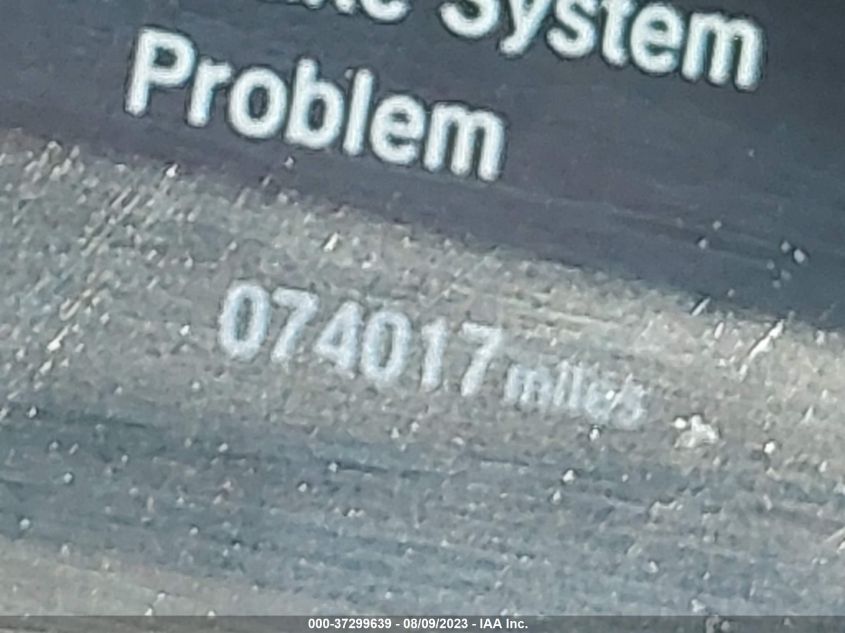 System
Problem
074017 miles
000-37299639 - 08/09/2023 - IAA Inc.